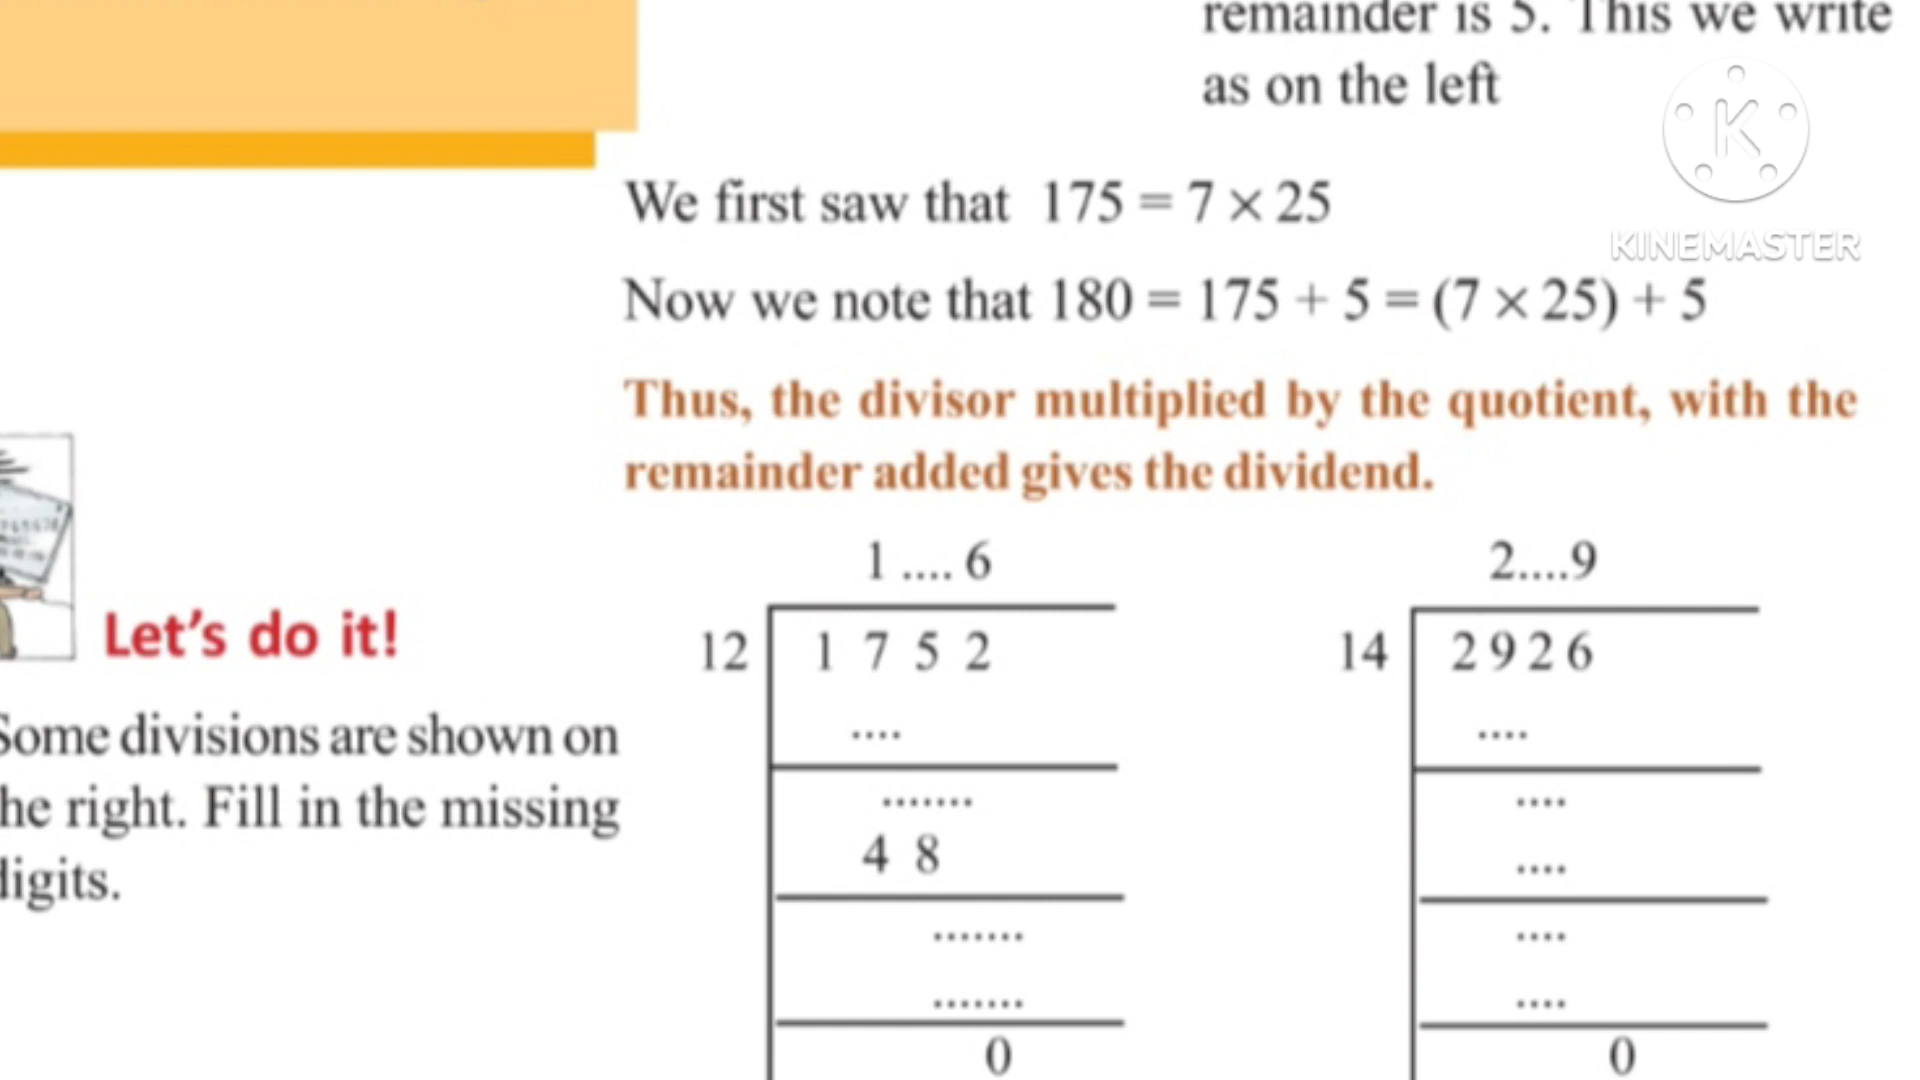 remainder is 5. This we write
as on the left
KINEMASTER
We first saw that 175 = 7 × 25
Now we note that 180 = 175 + 5 = (7 × 25) + 5
Thus, the divisor multiplied by the quotient, with the
remainder added gives the dividend.
Let's do it!
Some divisions are shown on
he right. Fill in the missing
digits.
1 .... 6
12 1 7 5 2
....
.......
4 8
.......
.......
0
2....9
14 2 9 2 6
....
....
....
....
....
0